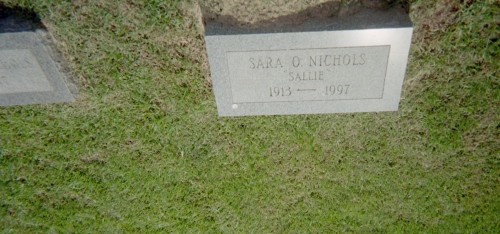 SARA O. NICHOLS
"SALLIE"
1913 — 1997